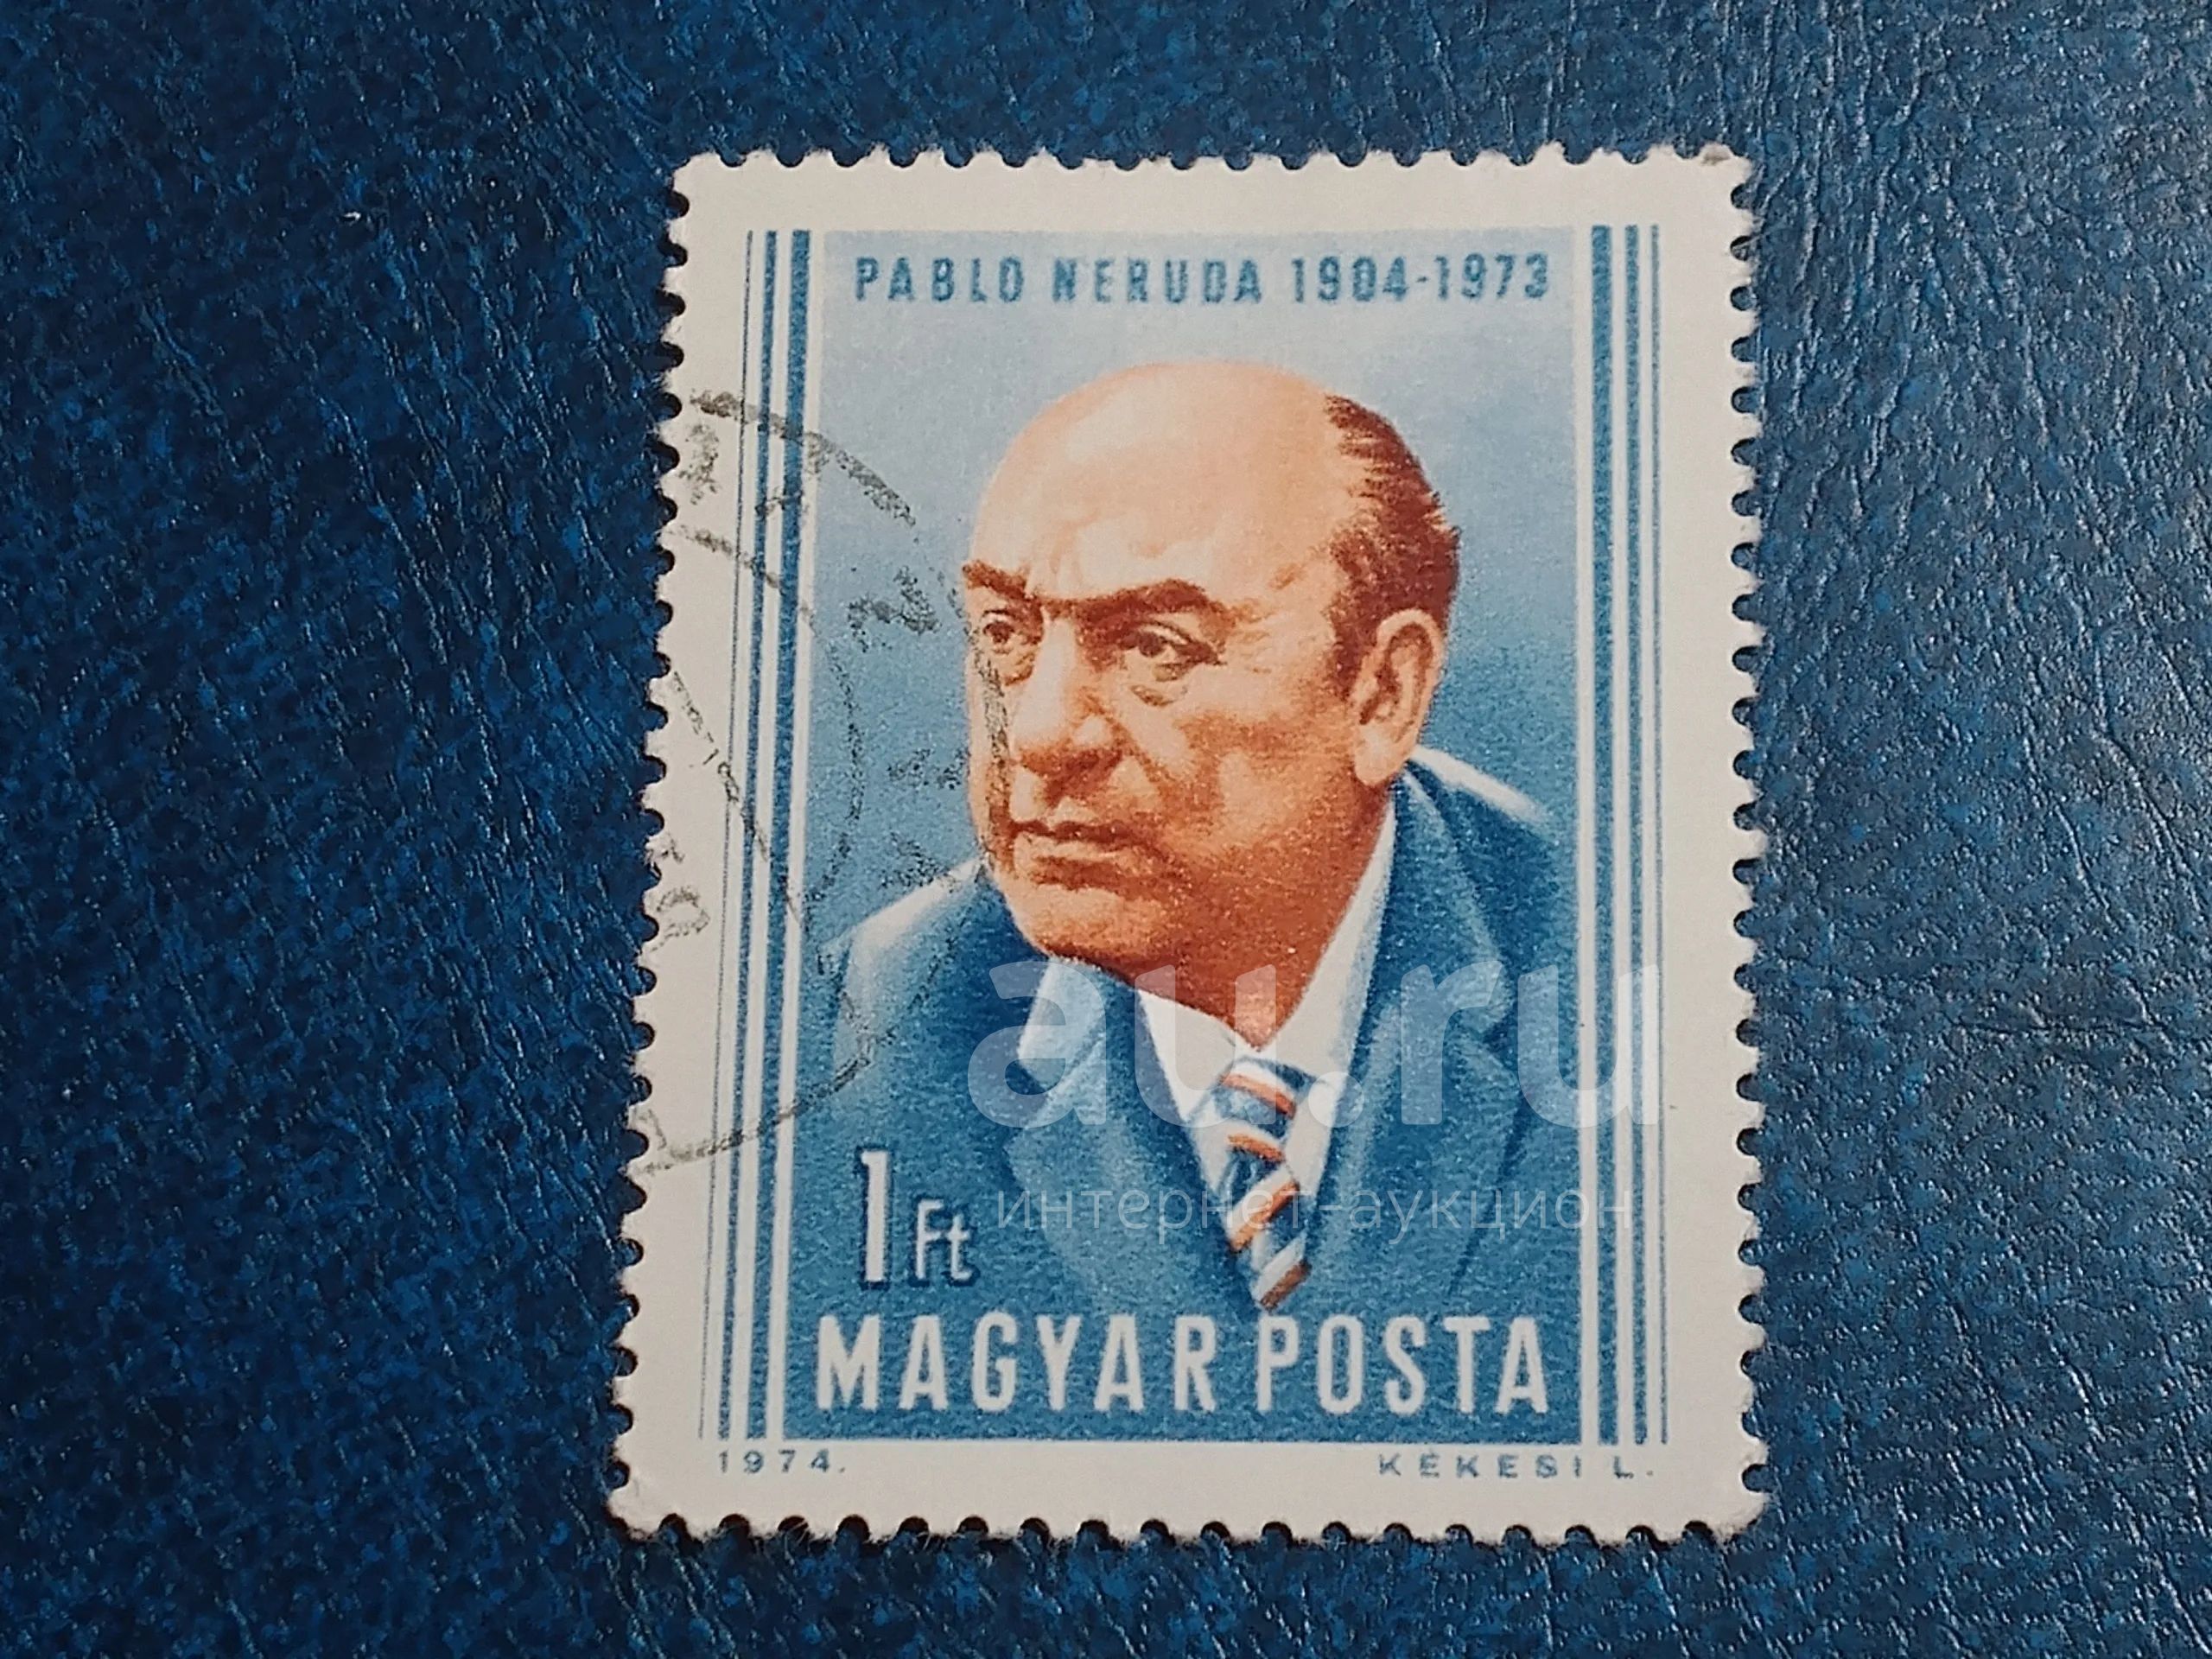 PABLO NERUDA 1904-1973
au.ru
интернет-аукцион
1 Ft
MAGYAR POSTA
1974. KÉKESI L.